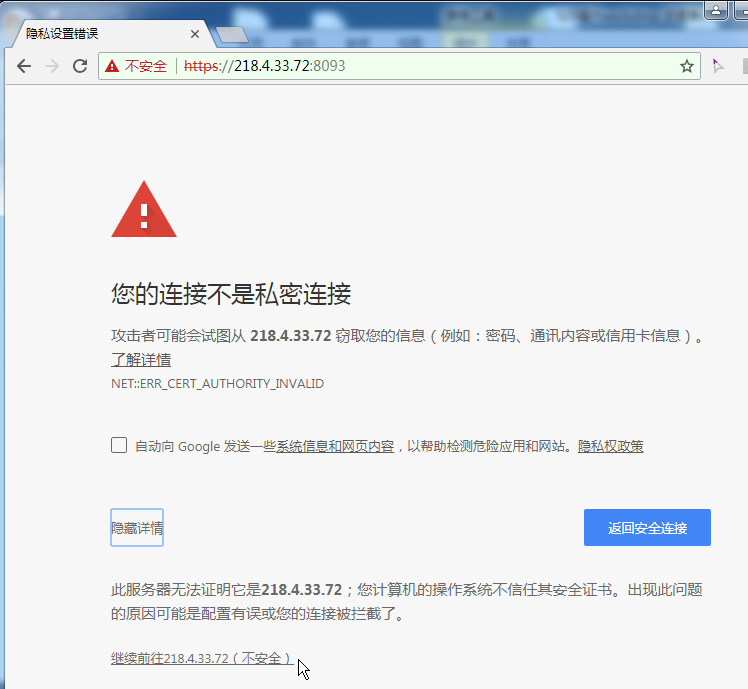 隐私设置错误
不安全 https://218.4.33.72:8093
您的连接不是私密连接
攻击者可能会试图从 218.4.33.72 窃取您的信息（例如：密码、通讯内容或信用卡信息）。
了解详情
NET::ERR_CERT_AUTHORITY_INVALID
自动向 Google 发送一些系统信息和网页内容，以帮助检测危险应用和网站。隐私权政策
隐藏详情
返回安全连接
此服务器无法证明它是218.4.33.72；您计算机的操作系统不信任其安全证书。出现此问题
的原因可能是配置有误或您的连接被拦截了。
继续前往218.4.33.72（不安全）